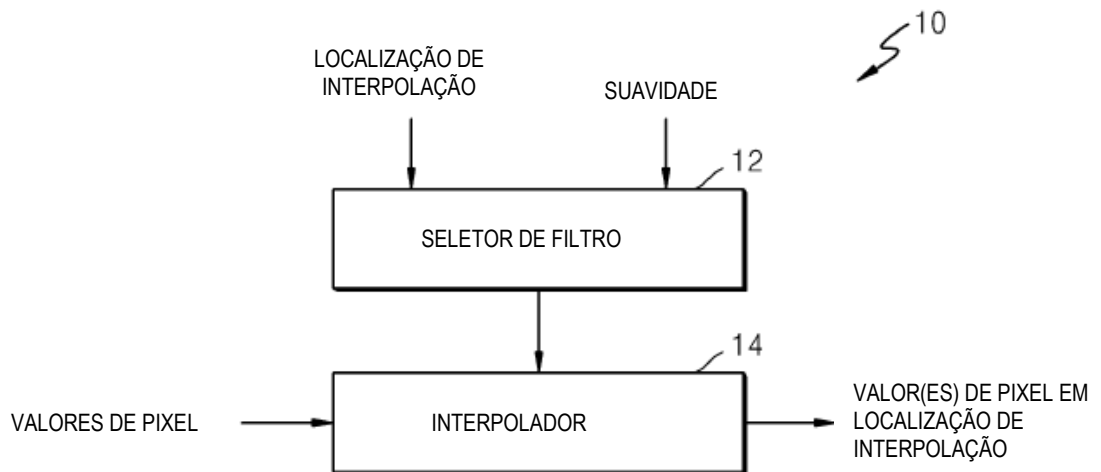 10
LOCALIZAÇÃO DE
INTERPOLAÇÃO
SUAVIDADE
12
SELETOR DE FILTRO
14
VALORES DE PIXEL
INTERPOLADOR
VALOR(ES) DE PIXEL EM
LOCALIZAÇÃO DE
INTERPOLAÇÃO